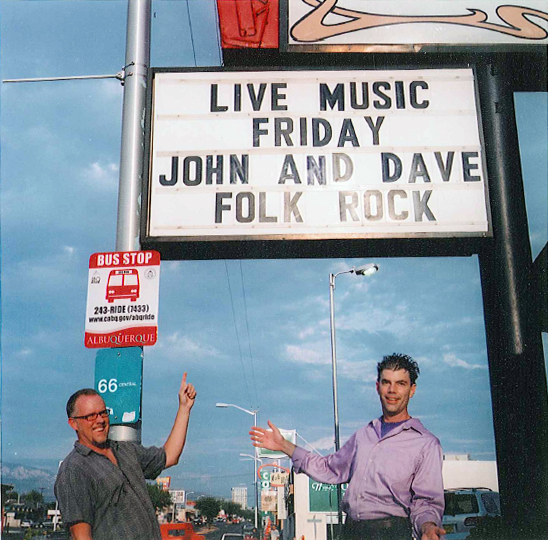 LIVE MUSIC
FRIDAY
JOHN AND DAVE
FOLK ROCK
BUS STOP
243-RIDE (7433)
www.cabq.gov/abqride
ALBUQUERQUE
66 CENTRAL